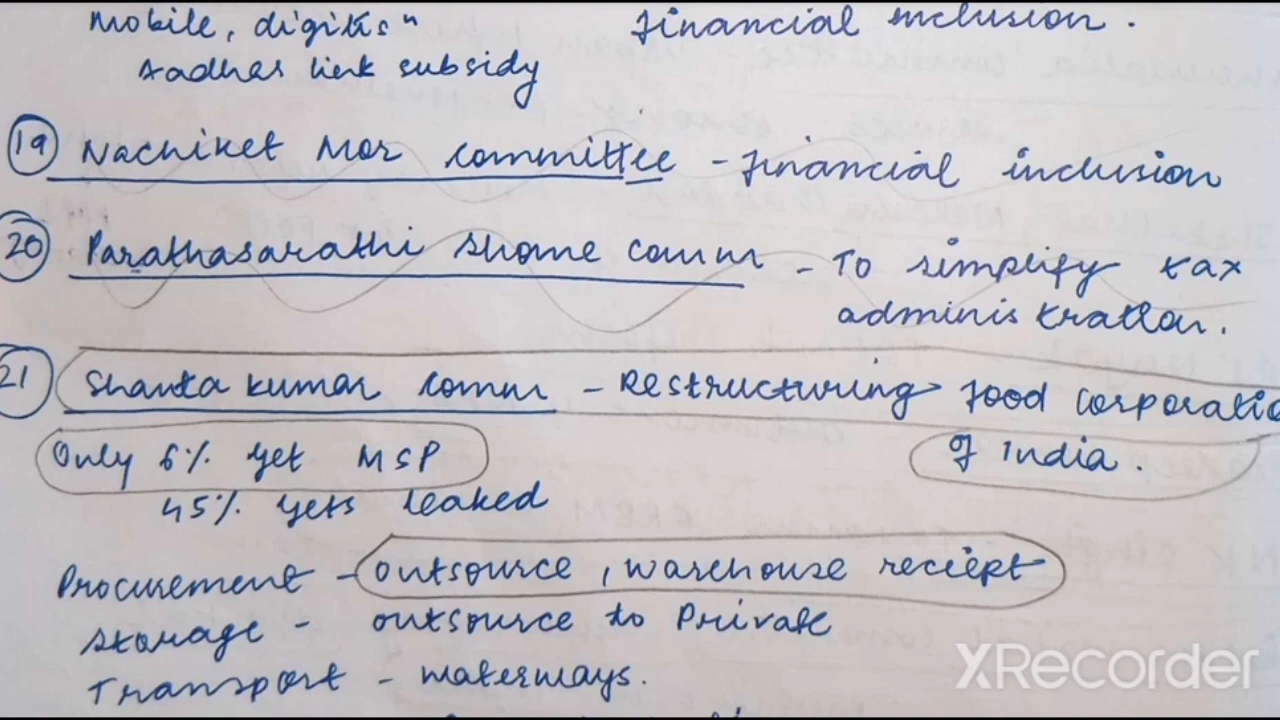 Mobile, digitisn financial inclusion.
Aadhar link subsidy
19 Nachiket Mor committee - financial inclusion
20 Parathasarathi Shome comm - To simplify tax
administration.
21 Shanta kumar comm - Restructuring food corporatio
Only 6% get MSP of India.
45% gets leaked
Procurement - outsource, warehouse reciept
storage - outsource to Private
Transport - waterways.
XRecorder